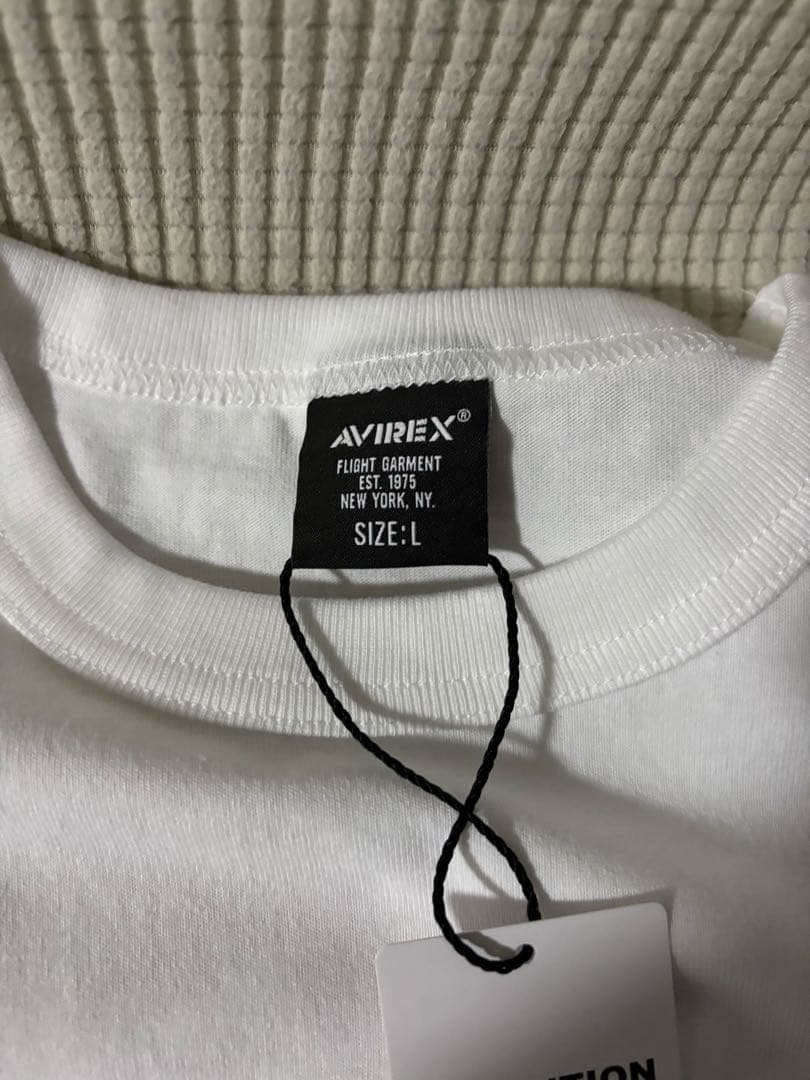 AVIREX®
FLIGHT GARMENT
EST. 1975
NEW YORK, NY.
SIZE:L